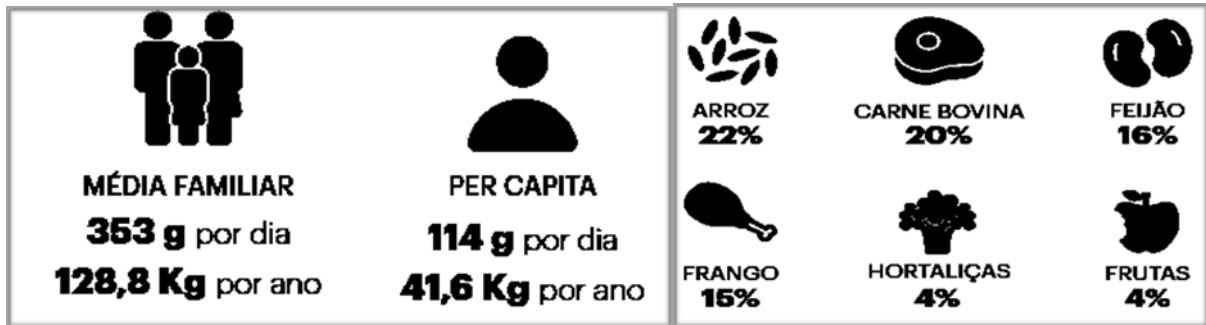 MÉDIA FAMILIAR
353 g por dia
128,8 Kg por ano
PER CAPITA
114 g por dia
41,6 Kg por ano
ARROZ
22%
CARNE BOVINA
20%
FEIJÃO
16%
FRANGO
15%
HORTALIÇAS
4%
FRUTAS
4%